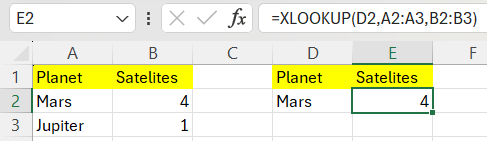 E2 fx =XLOOKUP(D2,A2:A3,B2:B3)
A B C D E F
1 Planet Satelites Planet Satelites
2 Mars 4 Mars 4
3 Jupiter 1